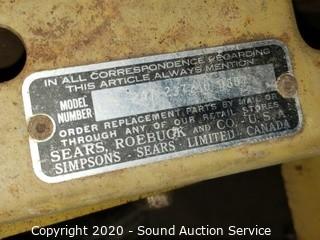 IN ALL CORRESPONDENCE REGARDING
THIS ARTICLE ALWAYS MENTION
MODEL
NUMBER
ORDER REPLACEMENT PARTS BY MAIL OR
THROUGH ANY OF OUR RETAIL STORES
SEARS, ROEBUCK AND CO., U.S.A.
SIMPSONS - SEARS LIMITED, CANADA
Copyright 2020 - Sound Auction Service